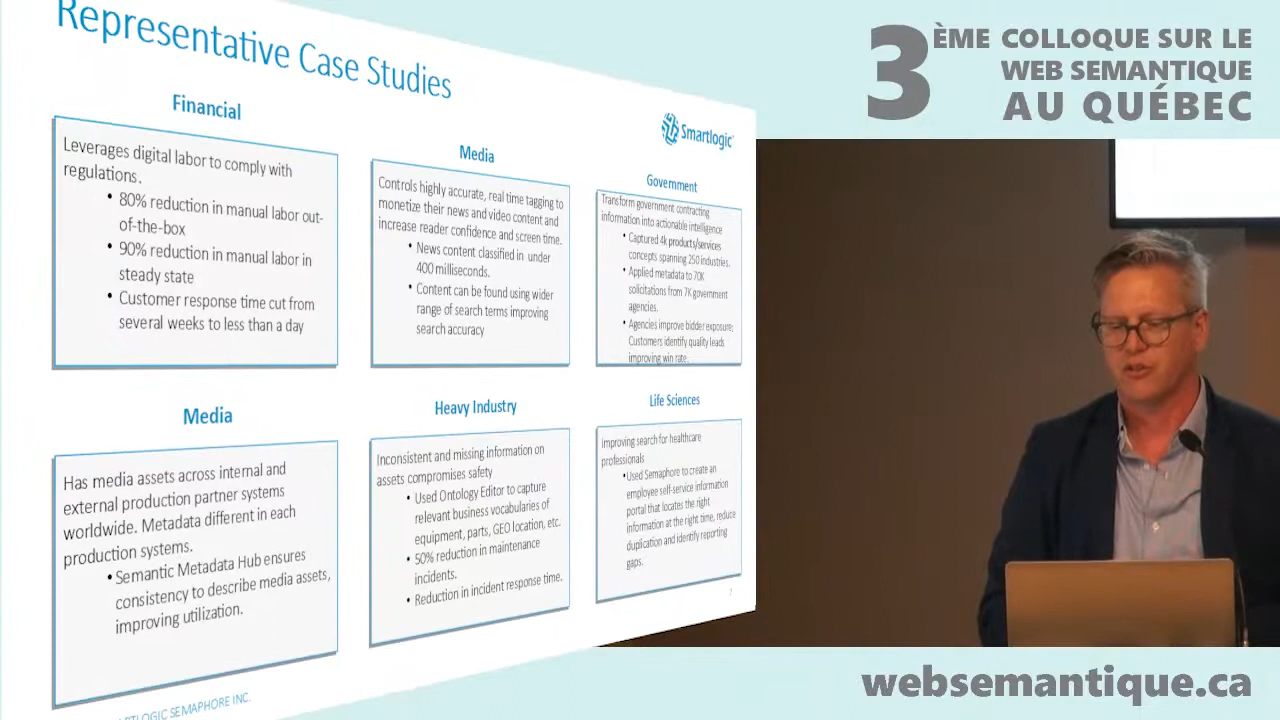 Representative Case Studies
Smartlogic
Financial
Leverages digital labor to comply with
regulations.
• 80% reduction in manual labor out-
of-the-box
• 90% reduction in manual labor in
steady state
• Customer response time cut from
several weeks to less than a day
Media
Controls highly accurate, real time tagging to
monetize their news and video content and
increase reader confidence and screen time.
• News content classified in under
400 milliseconds.
• Content can be found using wider
range of search terms improving
search accuracy
Government
Transform government contracting
information into actionable intelligence
• Captured 4k products/services
concepts spanning 250 industries.
• Applied metadata to 70K
solicitations from 7K government
agencies.
• Agencies improve bidder exposure;
Customers identify quality leads
improving win rate.
Media
Has media assets across internal and
external production partner systems
worldwide. Metadata different in each
production systems.
• Semantic Metadata Hub ensures
consistency to describe media assets,
improving utilization.
Heavy Industry
Inconsistent and missing information on
assets compromises safety
• Used Ontology Editor to capture
relevant business vocabularies of
equipment, parts, GEO location, etc.
• 50% reduction in maintenance
incidents.
• Reduction in incident response time.
Life Sciences
Improving search for healthcare
professionals
• Used Semaphore to create an
employee self-service information
portal that locates the right
information at the right time, reduce
duplication and identify reporting
gaps.
7
ARTLOGIC SEMAPHORE INC.
3ÈME COLLOQUE SUR LE
WEB SEMANTIQUE
AU QUÉBEC
websemantique.ca